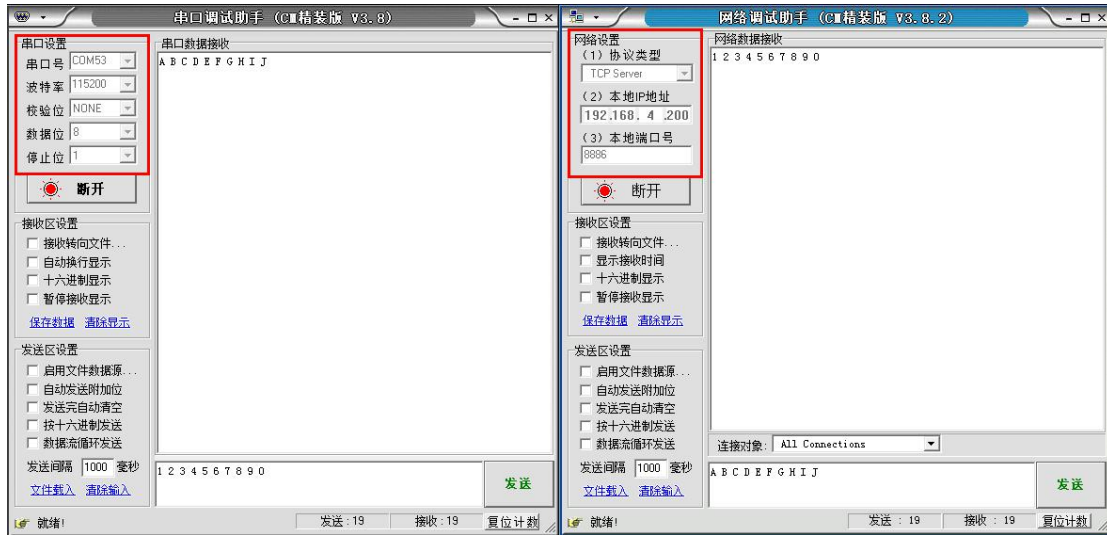 串口调试助手 (CM精装版 V3.8)
串口设置
串口号 COM53
波特率 115200
校验位 NONE
数据位 8
停止位 1
断开
接收区设置
接收转向文件...
自动换行显示
十六进制显示
暂停接收显示
保存数据 清除显示
发送区设置
启用文件数据源...
自动发送附加位
发送完自动清空
按十六进制发送
数据流循环发送
发送间隔 1000 毫秒
文件载入 清除输入
串口数据接收
A B C D E F G H I J
1 2 3 4 5 6 7 8 9 0
发送
就绪! 发送:19 接收:19 复位计数
网络调试助手 (CM精装版 V3.8.2)
网络设置
(1) 协议类型
TCP Server
(2) 本地IP地址
192.168. 4 .200
(3) 本地端口号
8886
断开
接收区设置
接收转向文件...
显示接收时间
十六进制显示
暂停接收显示
保存数据 清除显示
发送区设置
启用文件数据源...
自动发送附加位
发送完自动清空
按十六进制发送
数据流循环发送
发送间隔 1000 毫秒
文件载入 清除输入
网络数据接收
1 2 3 4 5 6 7 8 9 0
连接对象: All Connections
A B C D E F G H I J
发送
就绪! 发送 : 19 接收 : 19 复位计数